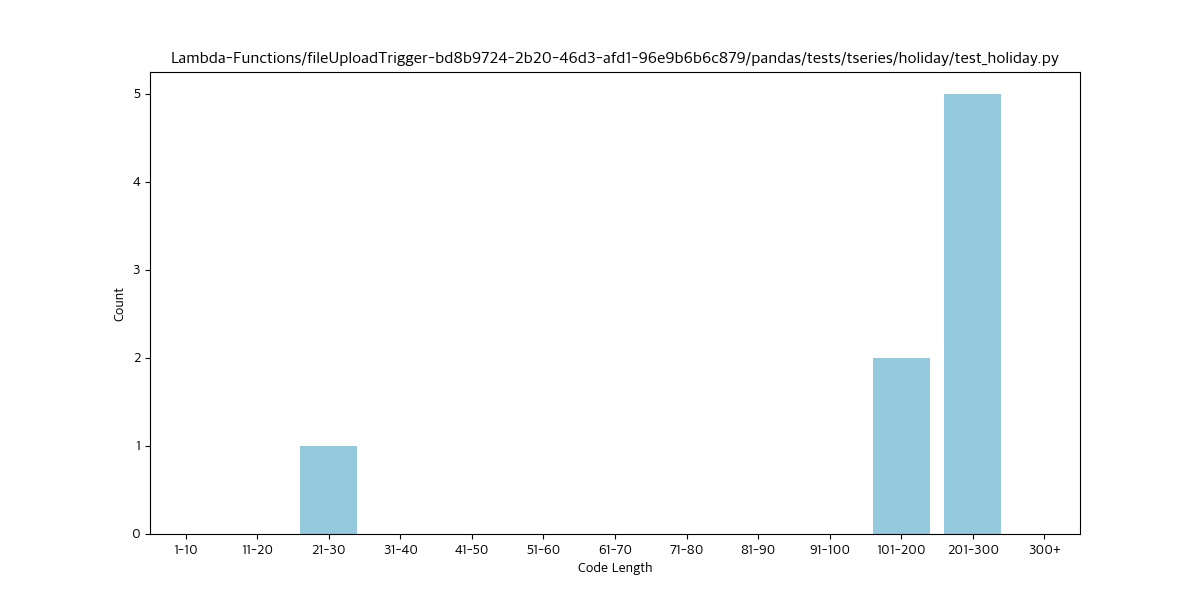 Lambda-Functions/fileUploadTrigger-bd8b9724-2b20-46d3-afd1-96e9b6b6c879/pandas/tests/tseries/holiday/test_holiday.py
5
4
3
2
1
0
Count
1-10 11-20 21-30 31-40 41-50 51-60 61-70 71-80 81-90 91-100 101-200 201-300 300+
Code Length